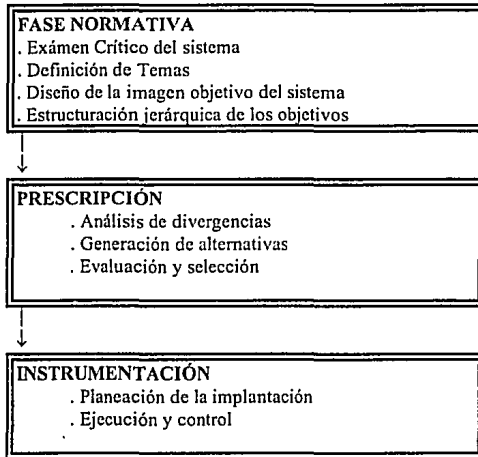 FASE NORMATIVA
. Exámen Crítico del sistema
. Definición de Temas
. Diseño de la imagen objetivo del sistema
. Estructuración jerárquica de los objetivos
PRESCRIPCIÓN
. Análisis de divergencias
. Generación de alternativas
. Evaluación y selección
INSTRUMENTACIÓN
. Planeación de la implantación
. Ejecución y control